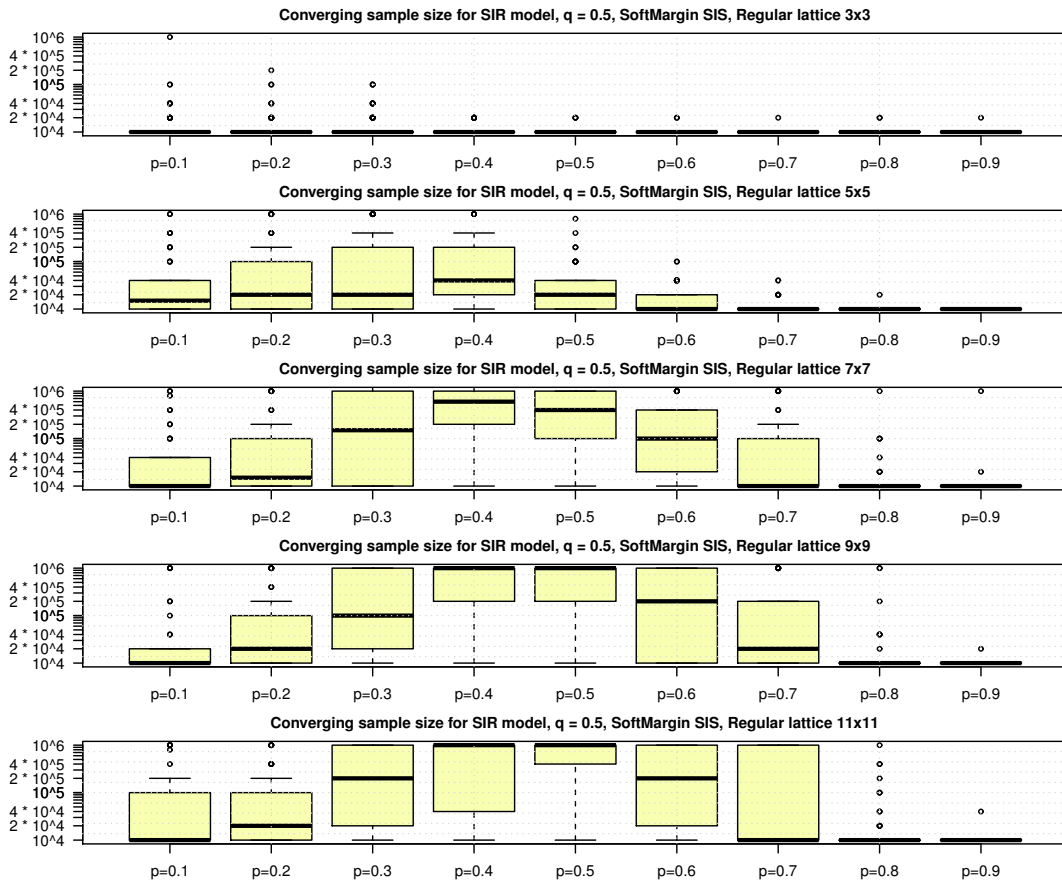 Converging sample size for SIR model, q = 0.5, SoftMargin SIS, Regular lattice 3x3
10^6
4 * 10^5
2 * 10^5
10^5
4 * 10^4
2 * 10^4
10^4
p=0.1 p=0.2 p=0.3 p=0.4 p=0.5 p=0.6 p=0.7 p=0.8 p=0.9
Converging sample size for SIR model, q = 0.5, SoftMargin SIS, Regular lattice 5x5
10^6
4 * 10^5
2 * 10^5
10^5
4 * 10^4
2 * 10^4
10^4
p=0.1 p=0.2 p=0.3 p=0.4 p=0.5 p=0.6 p=0.7 p=0.8 p=0.9
Converging sample size for SIR model, q = 0.5, SoftMargin SIS, Regular lattice 7x7
10^6
4 * 10^5
2 * 10^5
10^5
4 * 10^4
2 * 10^4
10^4
p=0.1 p=0.2 p=0.3 p=0.4 p=0.5 p=0.6 p=0.7 p=0.8 p=0.9
Converging sample size for SIR model, q = 0.5, SoftMargin SIS, Regular lattice 9x9
10^6
4 * 10^5
2 * 10^5
10^5
4 * 10^4
2 * 10^4
10^4
p=0.1 p=0.2 p=0.3 p=0.4 p=0.5 p=0.6 p=0.7 p=0.8 p=0.9
Converging sample size for SIR model, q = 0.5, SoftMargin SIS, Regular lattice 11x11
10^6
4 * 10^5
2 * 10^5
10^5
4 * 10^4
2 * 10^4
10^4
p=0.1 p=0.2 p=0.3 p=0.4 p=0.5 p=0.6 p=0.7 p=0.8 p=0.9